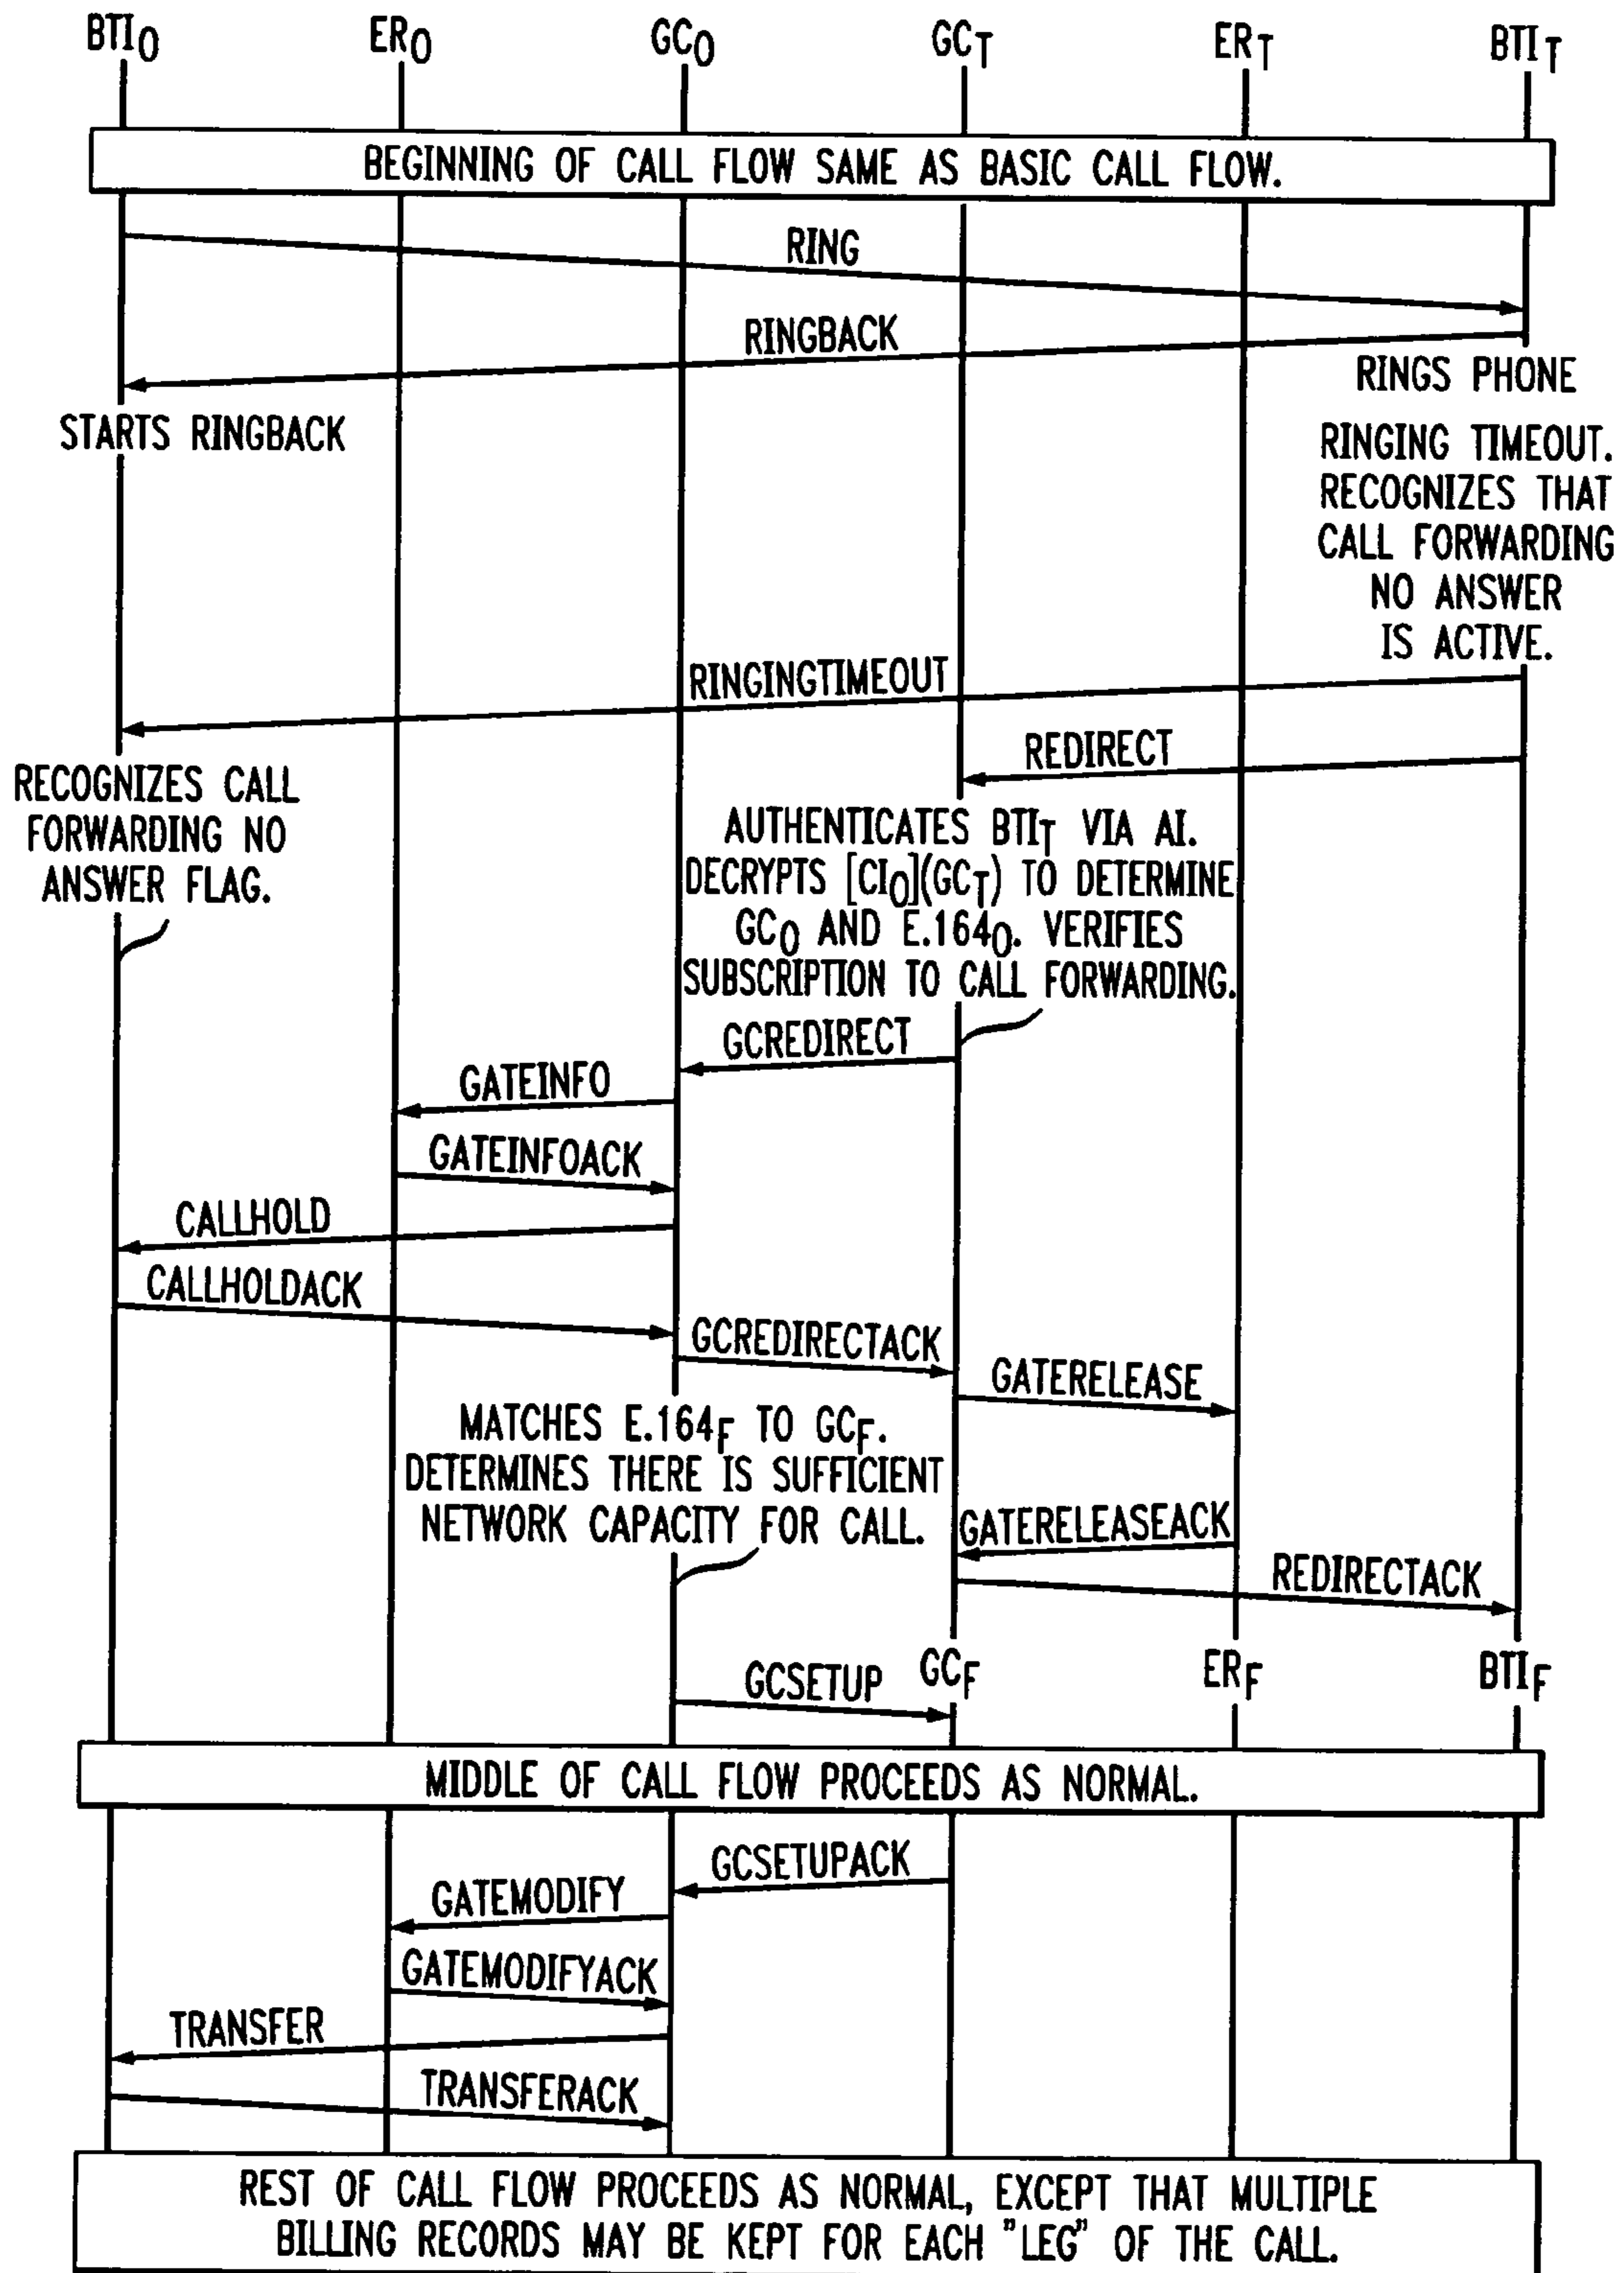 BTIO ERO GCO GCT ERT BTIT
BEGINNING OF CALL FLOW SAME AS BASIC CALL FLOW.
RING
RINGBACK
RINGS PHONE
STARTS RINGBACK
RINGING TIMEOUT.
RECOGNIZES THAT
CALL FORWARDING
NO ANSWER
IS ACTIVE.
RINGINGTIMEOUT
REDIRECT
RECOGNIZES CALL
FORWARDING NO
ANSWER FLAG.
AUTHENTICATES BTIT VIA AI.
DECRYPTS [CIO](GCT) TO DETERMINE
GCO AND E.164O. VERIFIES
SUBSCRIPTION TO CALL FORWARDING.
GCREDIRECT
GATEINFO
GATEINFOACK
CALLHOLD
CALLHOLDACK
GCREDIRECTACK
GATERELEASE
MATCHES E.164F TO GCF.
DETERMINES THERE IS SUFFICIENT
NETWORK CAPACITY FOR CALL.
GATERELEASEACK
REDIRECTACK
GCSETUP
GCF ERF BTIF
MIDDLE OF CALL FLOW PROCEEDS AS NORMAL.
GCSETUPACK
GATEMODIFY
GATEMODIFYACK
TRANSFER
TRANSFERACK
REST OF CALL FLOW PROCEEDS AS NORMAL, EXCEPT THAT MULTIPLE
BILLING RECORDS MAY BE KEPT FOR EACH "LEG" OF THE CALL.